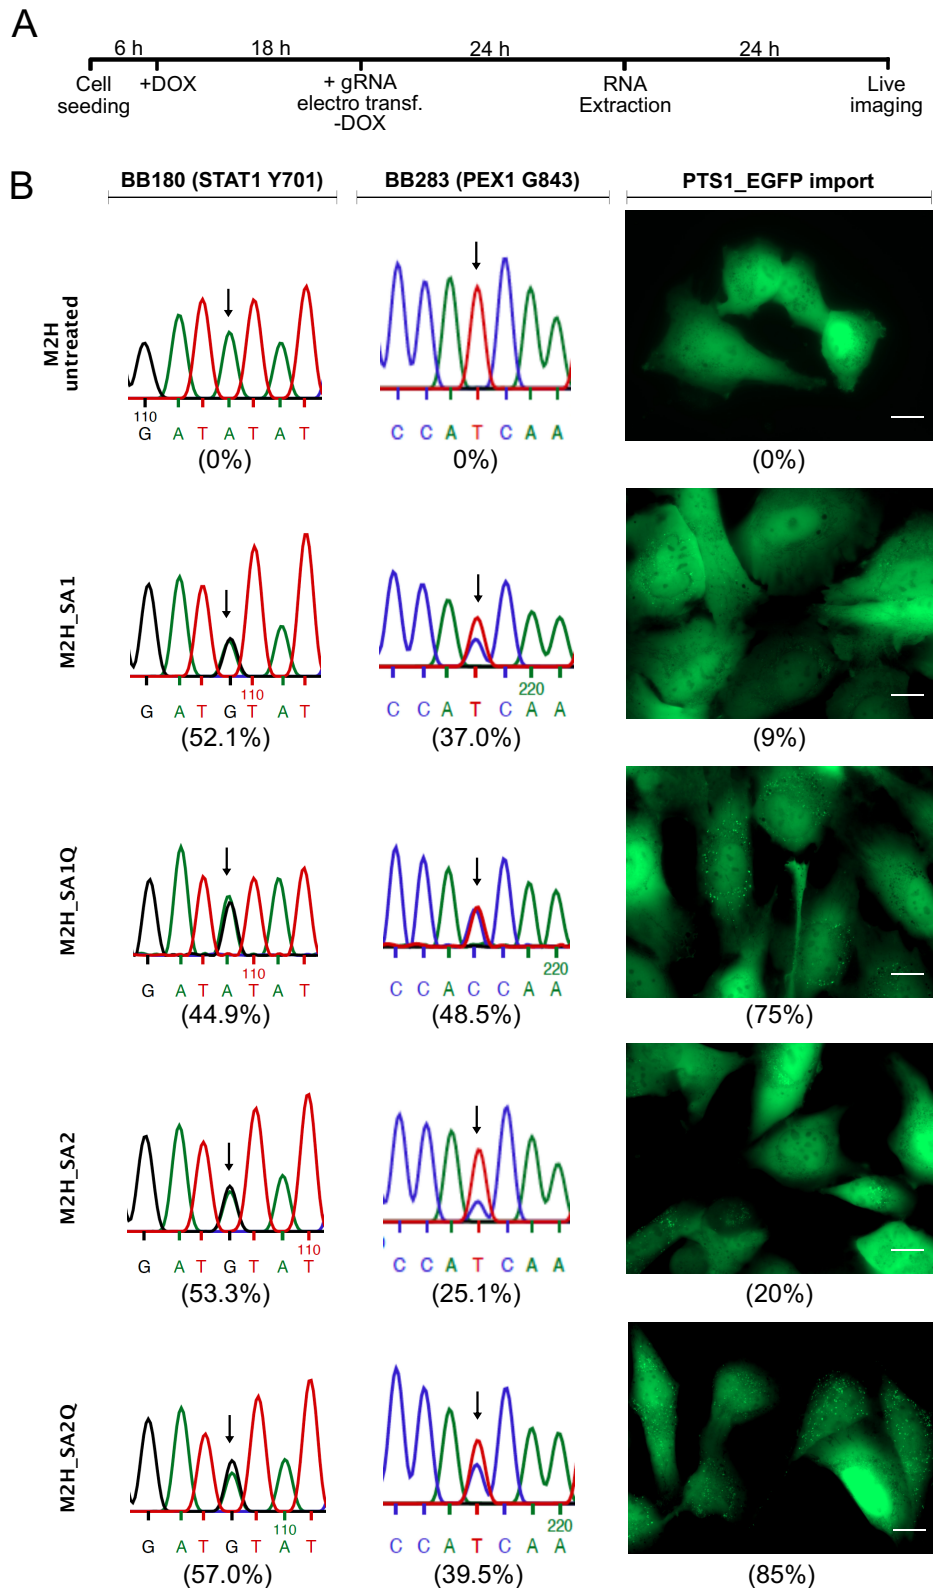 A
6 h 18 h 24 h 24 h
Cell
seeding
+DOX
+ gRNA
electro transf.
-DOX
RNA
Extraction
Live
imaging
B
BB180 (STAT1 Y701) BB283 (PEX1 G843) PTS1_EGFP import
M2H
untreated
110
G A T A T A T
C C A T C A A
(0%) 0% (0%)
M2H_SA1
110
G A T G T A T
220
C C A T C A A
(52.1%) (37.0%) (9%)
M2H_SA1Q
110
G A T A T A T
220
C C A C C A A
(44.9%) (48.5%) (75%)
M2H_SA2
110
G A T G T A T
C C A T C A A
(53.3%) (25.1%) (20%)
M2H_SA2Q
110
G A T G T A T
220
C C A T C A A
(57.0%) (39.5%) (85%)